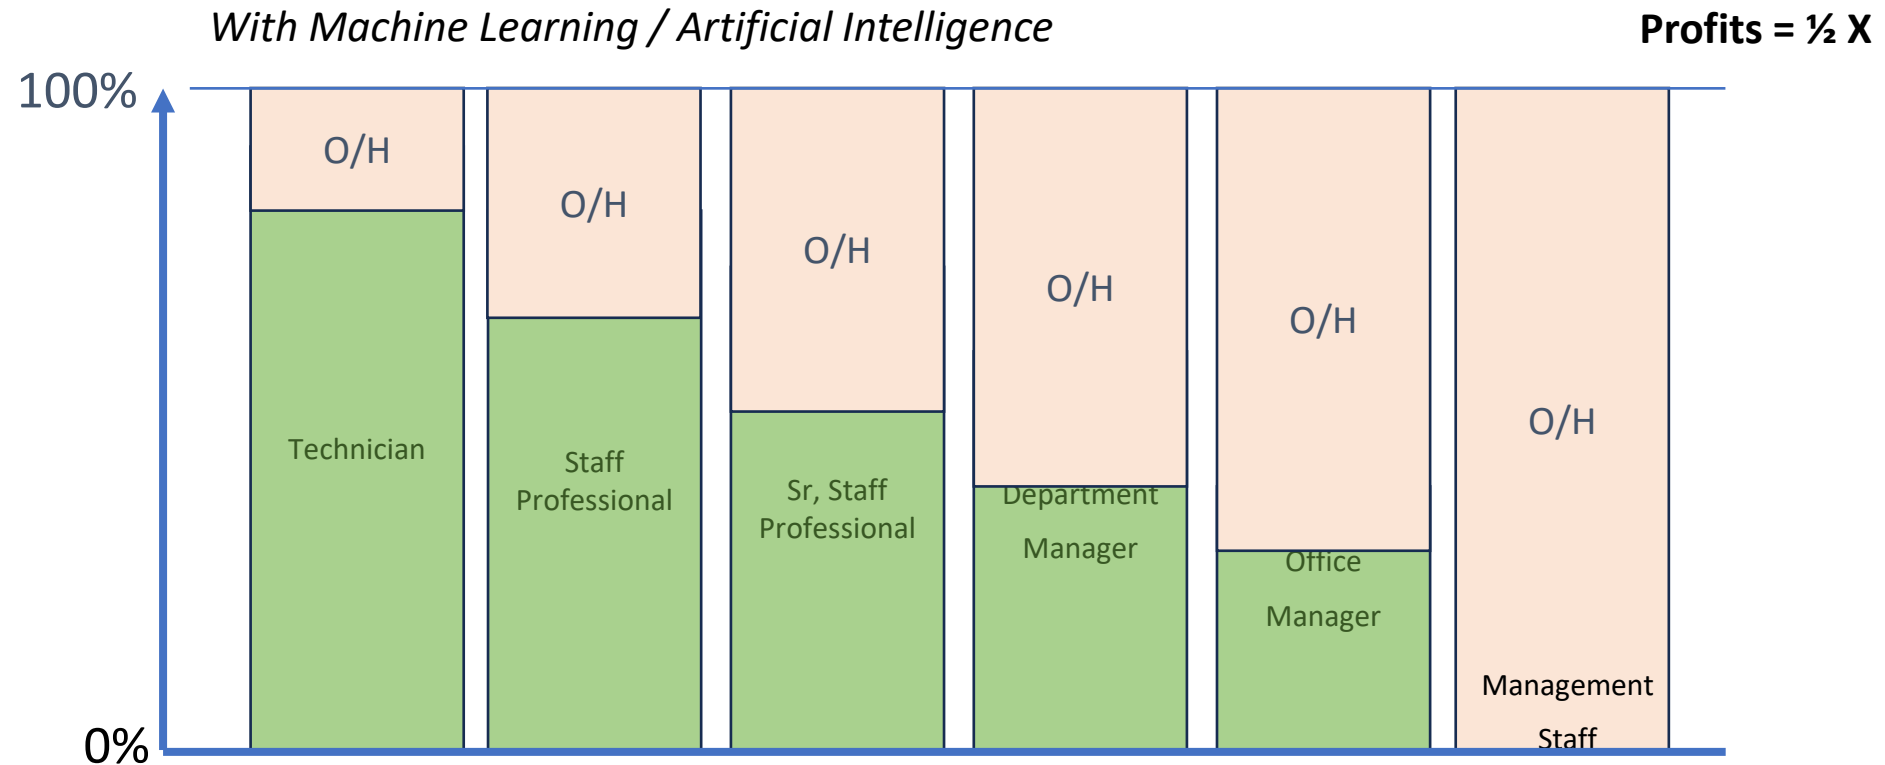 With Machine Learning / Artificial Intelligence
Profits = ½ X
100%
O/H
O/H
O/H
O/H
O/H
O/H
Technician
Staff
Professional
Sr, Staff
Professional
Department
Manager
Office
Manager
Management
Staff
0%